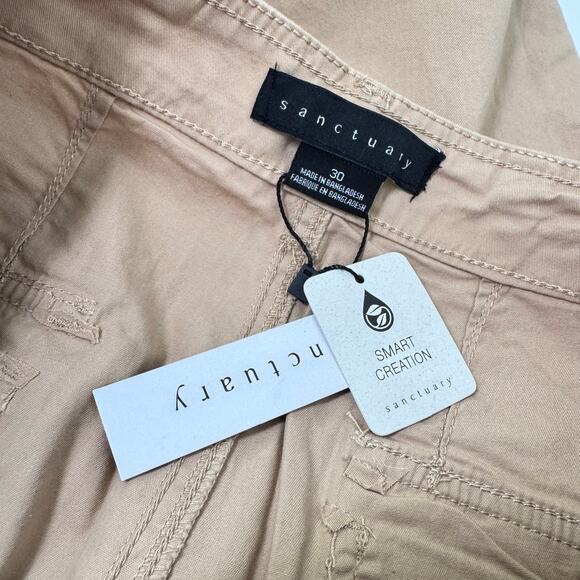 sanctuary
30
MADE IN BANGLADESH
FABRIQUE EN BANGLADESH
SMART
CREATION
sanctuary
nctuary